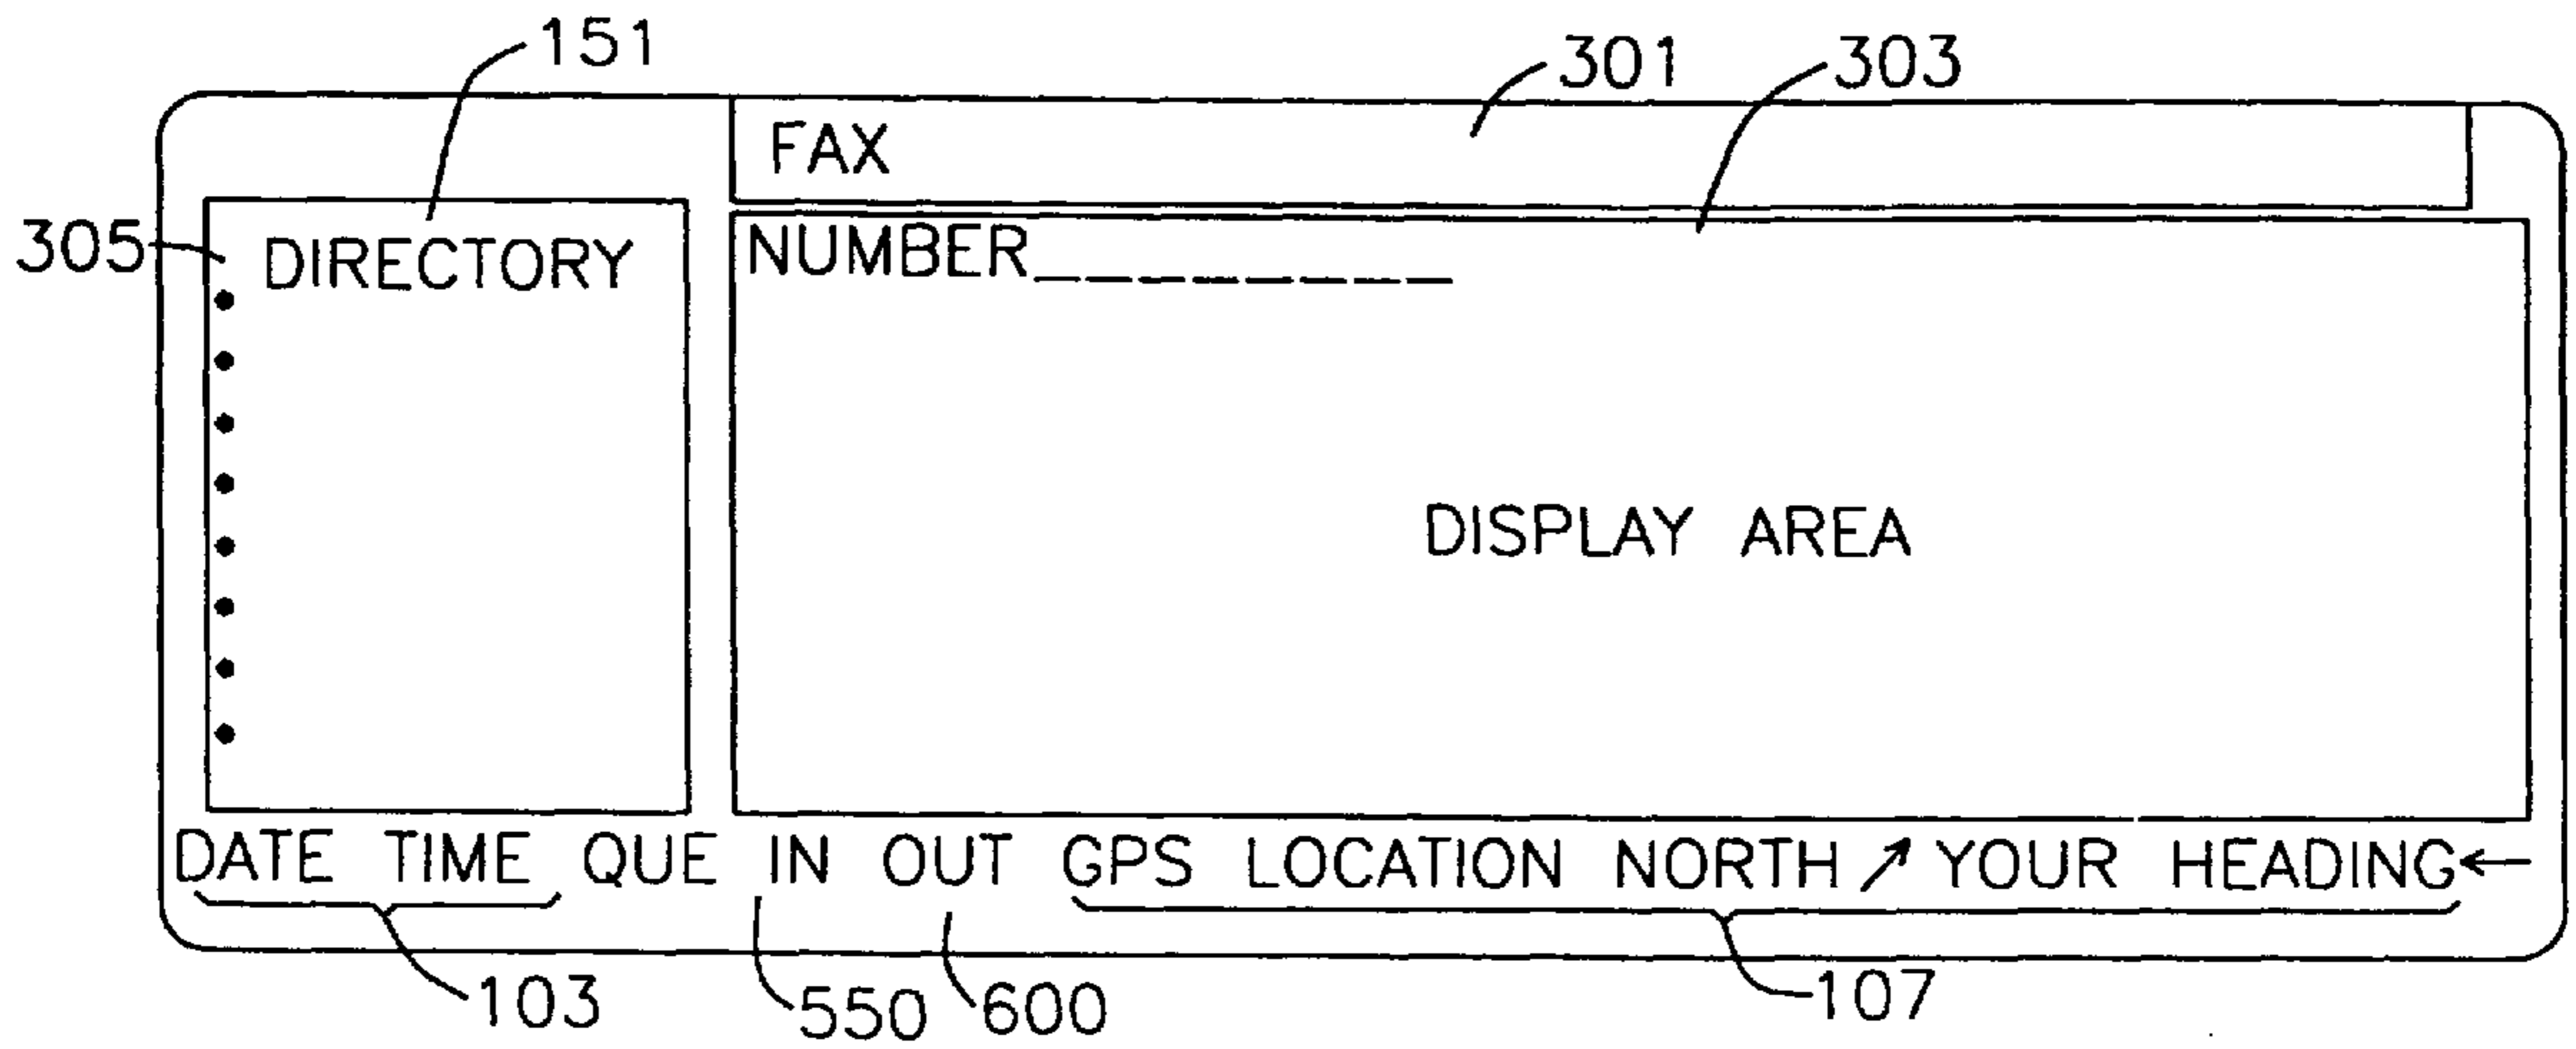 151
301
303
FAX
305
DIRECTORY
NUMBER_ _ _ _ _ _ _ _
DISPLAY AREA
DATE TIME QUE IN OUT GPS LOCATION NORTH ↗ YOUR HEADING ←
103
550
600
107